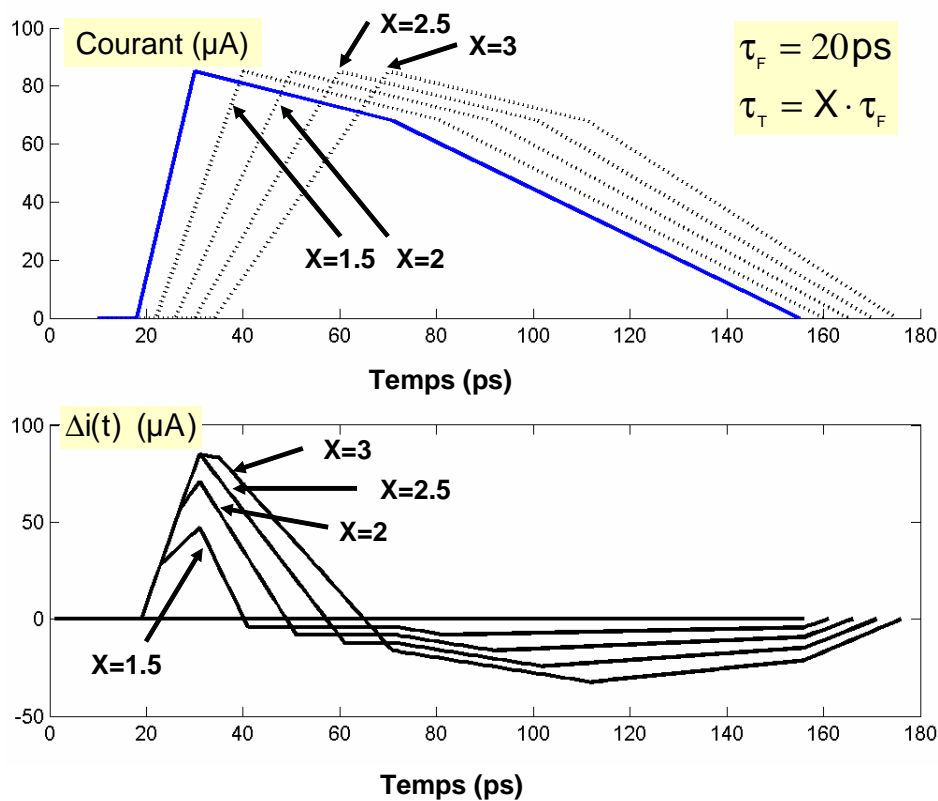 100
80
60
40
20
0
Courant (µA)
X=2.5
X=3
τF = 20ps
τT = X · τF
X=1.5 X=2
0 20 40 60 80 100 120 140 160 180
Temps (ps)
100
50
0
-50
Δi(t) (µA)
X=3
X=2.5
X=2
X=1.5
0 20 40 60 80 100 120 140 160 180
Temps (ps)